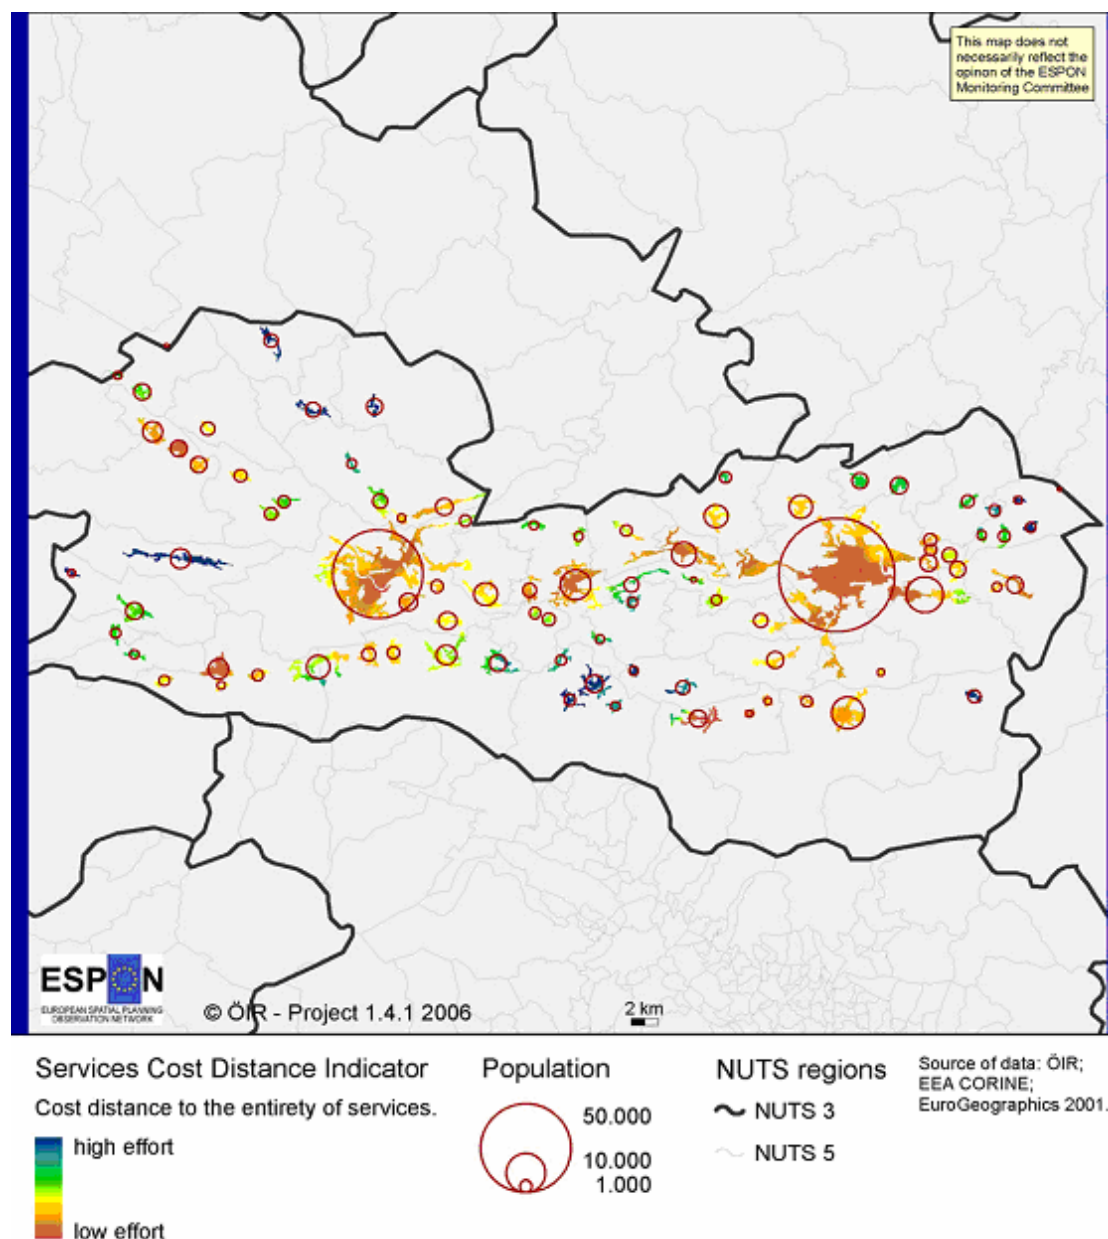 This map does not
necessarily reflect the
opinon of the ESPON
Monitoring Committee
ESPON
EUROPEAN SPATIAL PLANNING
OBSERVATION NETWORK
© ÖIR - Project 1.4.1 2006
2 km
Services Cost Distance Indicator
Cost distance to the entirety of services.
high effort
low effort
Population
50.000
10.000
1.000
NUTS regions
NUTS 3
NUTS 5
Source of data: ÖIR;
EEA CORINE;
EuroGeographics 2001.